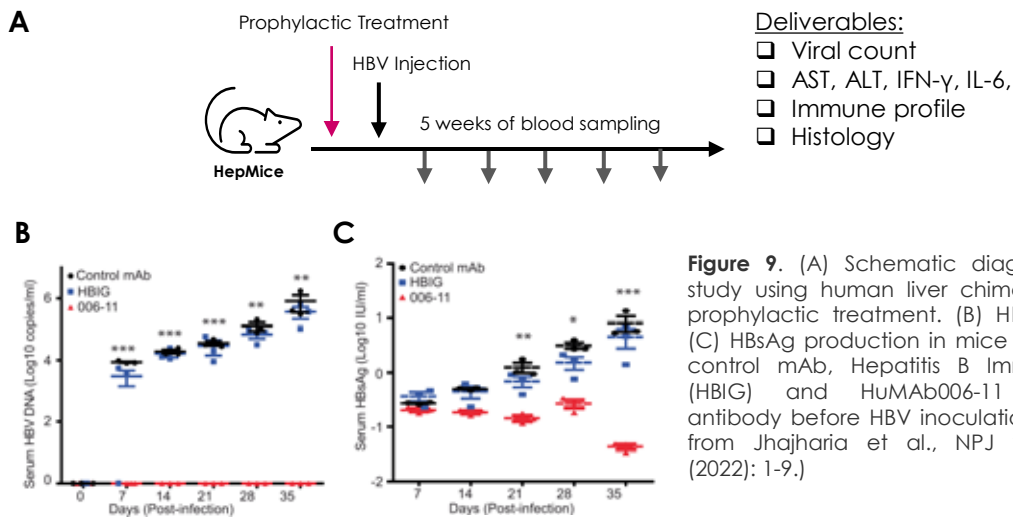 A
Prophylactic Treatment
HBV Injection
5 weeks of blood sampling
HepMice
Deliverables:
Viral count
AST, ALT, IFN-γ, IL-6,
Immune profile
Histology
B
Control mAb
HBIG
006-11
Serum HBV DNA (Log10 copies/ml)
6
4
2
0
***
***
***
**
**
0
7
14
21
28
35
Days (Post-infection)
C
Control mAb
HBIG
006-11
Serum HBsAg (Log10 IU/ml)
2
1
0
-1
-2
**
*
***
7
14
21
28
35
Days (Post-infection)
Figure 9. (A) Schematic diag
study using human liver chime
prophylactic treatment. (B) H
(C) HBsAg production in mice
control mAb, Hepatitis B Im
(HBIG) and HuMAb006-11
antibody before HBV inoculatio
from Jhajharia et al., NPJ
(2022): 1-9.)